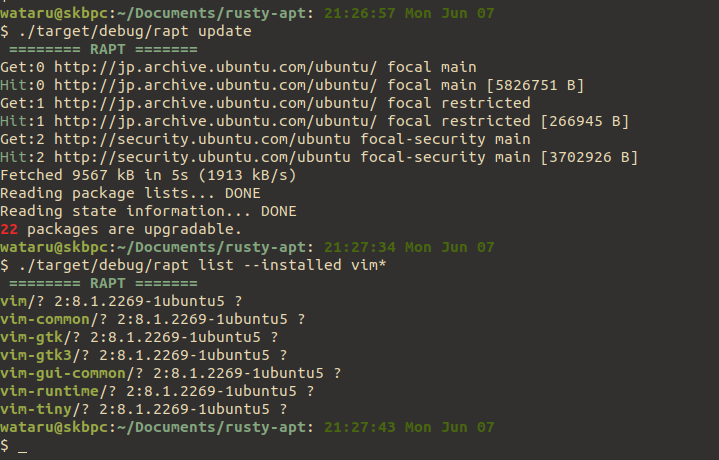 wataru@skbpc:~/Documents/rusty-apt: 21:26:57 Mon Jun 07
$ ./target/debug/rapt update
======== RAPT =======
Get:0 http://jp.archive.ubuntu.com/ubuntu/ focal main
Hit:0 http://jp.archive.ubuntu.com/ubuntu/ focal main [5826751 B]
Get:1 http://jp.archive.ubuntu.com/ubuntu/ focal restricted
Hit:1 http://jp.archive.ubuntu.com/ubuntu/ focal restricted [266945 B]
Get:2 http://security.ubuntu.com/ubuntu focal-security main
Hit:2 http://security.ubuntu.com/ubuntu focal-security main [3702926 B]
Fetched 9567 kB in 5s (1913 kB/s)
Reading package lists... DONE
Reading state information... DONE
22 packages are upgradable.
wataru@skbpc:~/Documents/rusty-apt: 21:27:34 Mon Jun 07
$ ./target/debug/rapt list --installed vim*
======== RAPT =======
vim/? 2:8.1.2269-1ubuntu5 ?
vim-common/? 2:8.1.2269-1ubuntu5 ?
vim-gtk/? 2:8.1.2269-1ubuntu5 ?
vim-gtk3/? 2:8.1.2269-1ubuntu5 ?
vim-gui-common/? 2:8.1.2269-1ubuntu5 ?
vim-runtime/? 2:8.1.2269-1ubuntu5 ?
vim-tiny/? 2:8.1.2269-1ubuntu5 ?
wataru@skbpc:~/Documents/rusty-apt: 21:27:43 Mon Jun 07
$ _